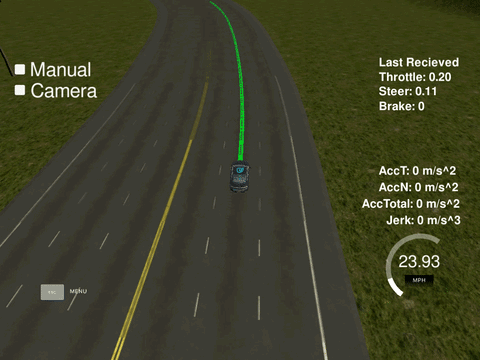 Manual
Camera
Last Recieved
Throttle: 0.20
Steer: 0.11
Brake: 0
AccT: 0 m/s^2
AccN: 0 m/s^2
AccTotal: 0 m/s^2
Jerk: 0 m/s^3
23.93
MPH
MENU